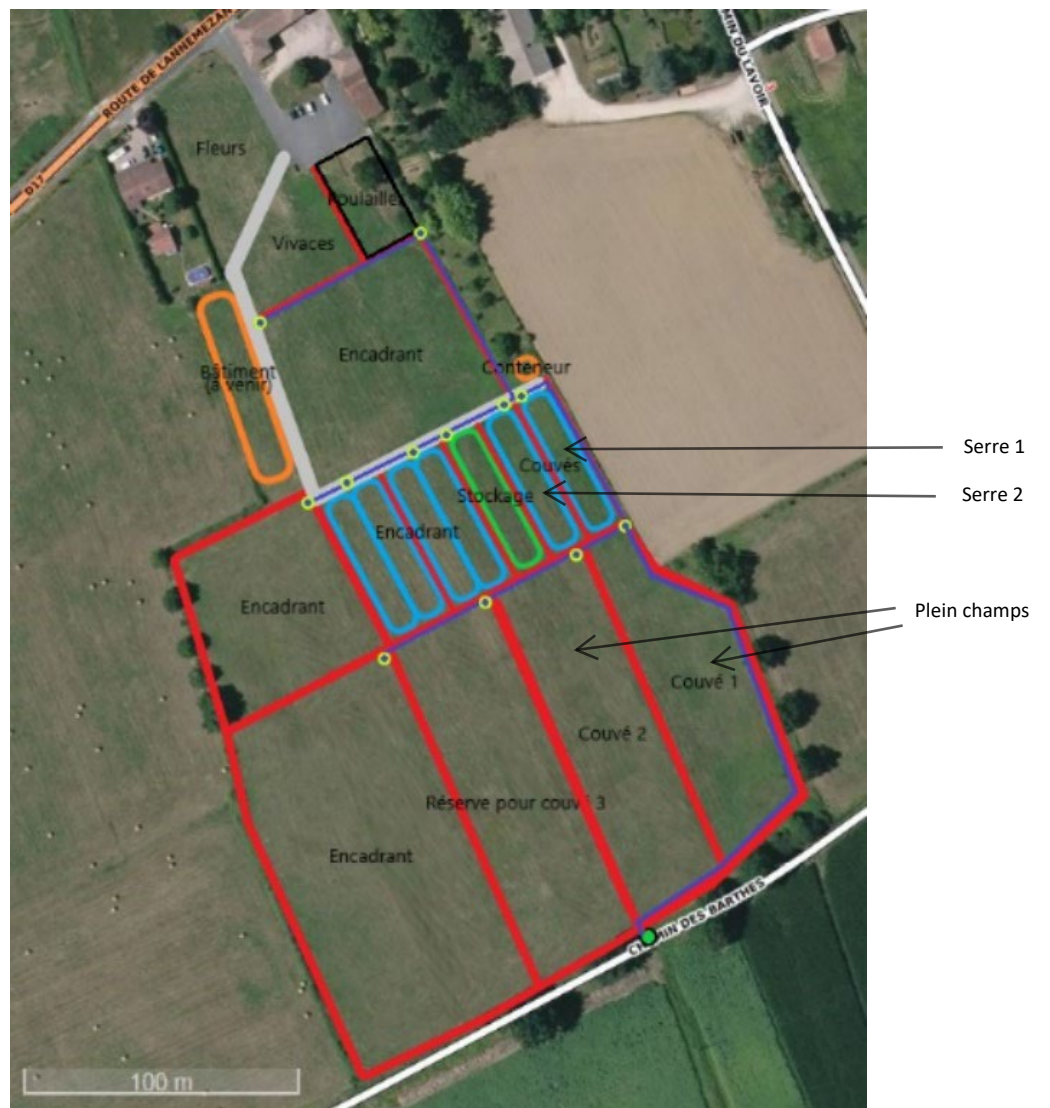 ROUTE DE LANNEMEZAN
D17
MIN DU LAVOIR
Fleurs
Poulailler
Vivaces
Encadrant
Conteneur
Bâtiment
(à venir)
Serre 1
Couvés
Serre 2
Stockage
Encadrant
Encadrant
Plein champs
Couvé 1
Couvé 2
Réserve pour couvé 3
Encadrant
CHEMIN DES BARTHES
100 m